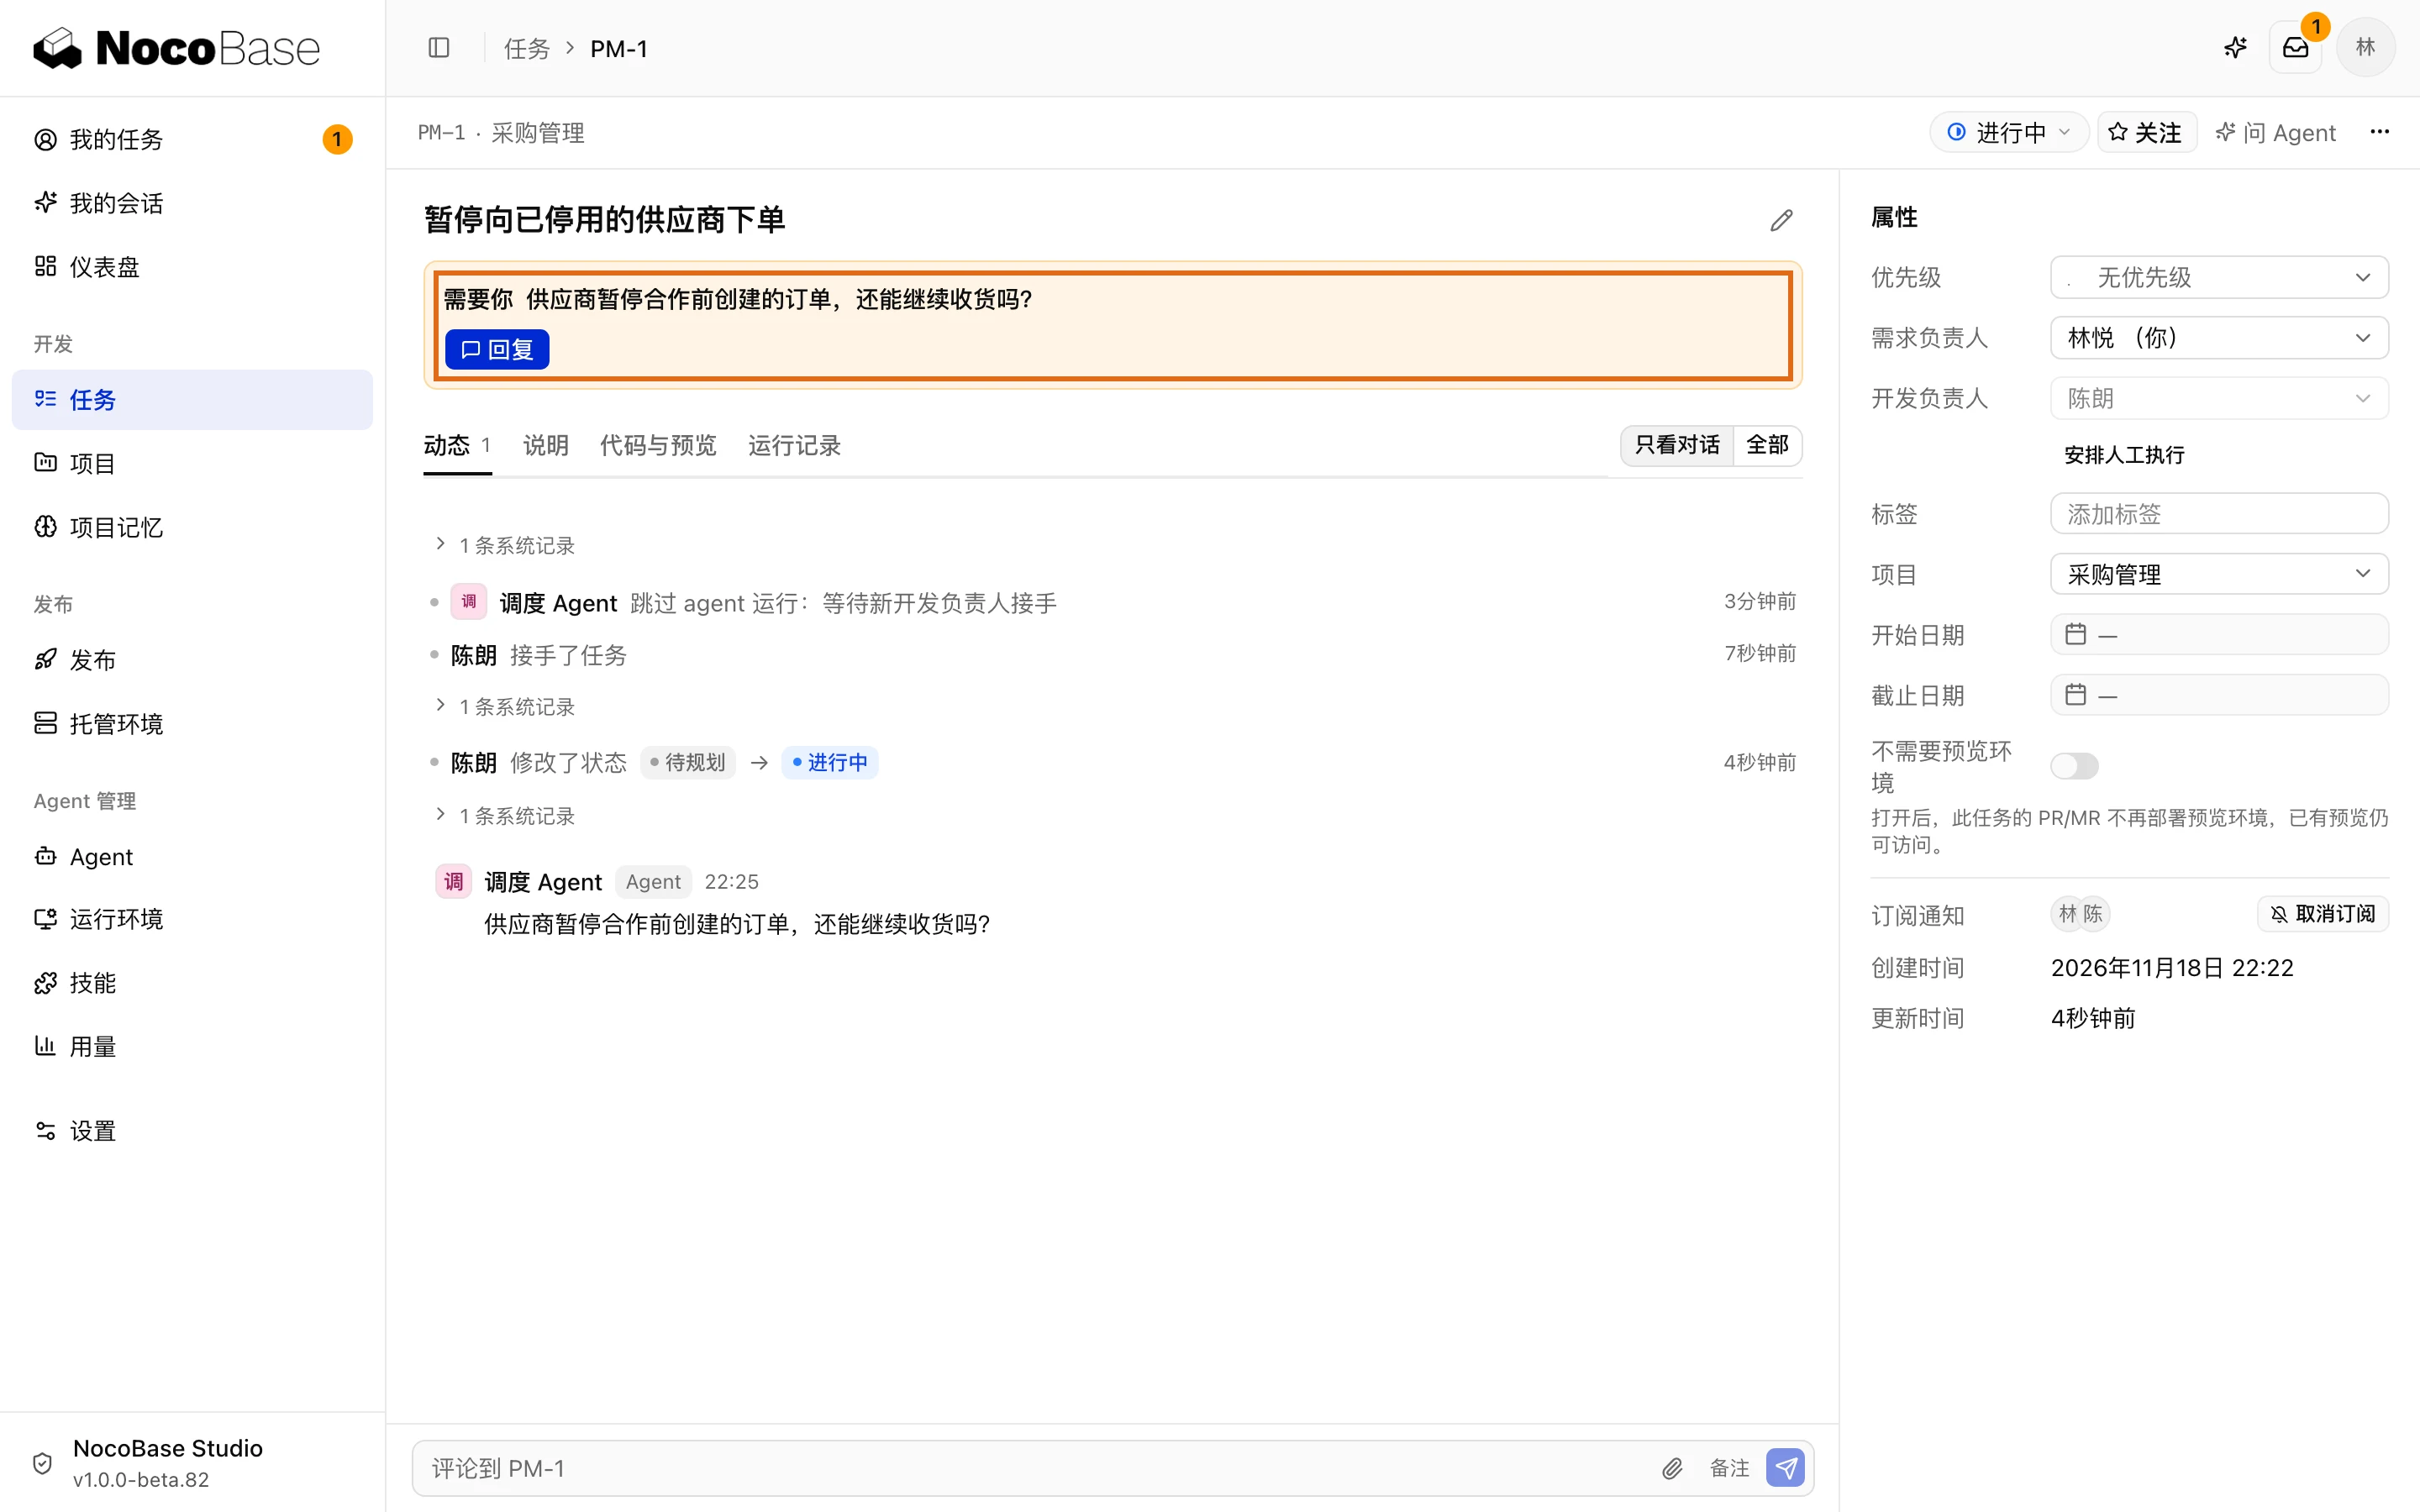 NocoBase
任务 > PM-1
1
林
我的任务
1
我的会话
仪表盘
开发
任务
项目
项目记忆
发布
发布
托管环境
Agent 管理
Agent
运行环境
技能
用量
设置
NocoBase Studio
v1.0.0-beta.82
PM-1 · 采购管理
进行中
关注
问 Agent
暂停向已停用的供应商下单
需要你 供应商暂停合作前创建的订单，还能继续收货吗？
回复
动态 1
说明
代码与预览
运行记录
只看对话
全部
1 条系统记录
调
调度 Agent 跳过 agent 运行：等待新开发负责人接手
3分钟前
陈朗 接手了任务
7秒钟前
1 条系统记录
陈朗 修改了状态 待规划 → 进行中
4秒钟前
1 条系统记录
调
调度 Agent Agent 22:25
供应商暂停合作前创建的订单，还能继续收货吗？
评论到 PM-1
备注
属性
优先级
无优先级
需求负责人
林悦 （你）
开发负责人
陈朗
安排人工执行
标签
添加标签
项目
采购管理
开始日期
—
截止日期
—
不需要预览环
境
打开后，此任务的 PR/MR 不再部署预览环境，已有预览仍
可访问。
订阅通知
林 陈
取消订阅
创建时间
2026年11月18日 22:22
更新时间
4秒钟前